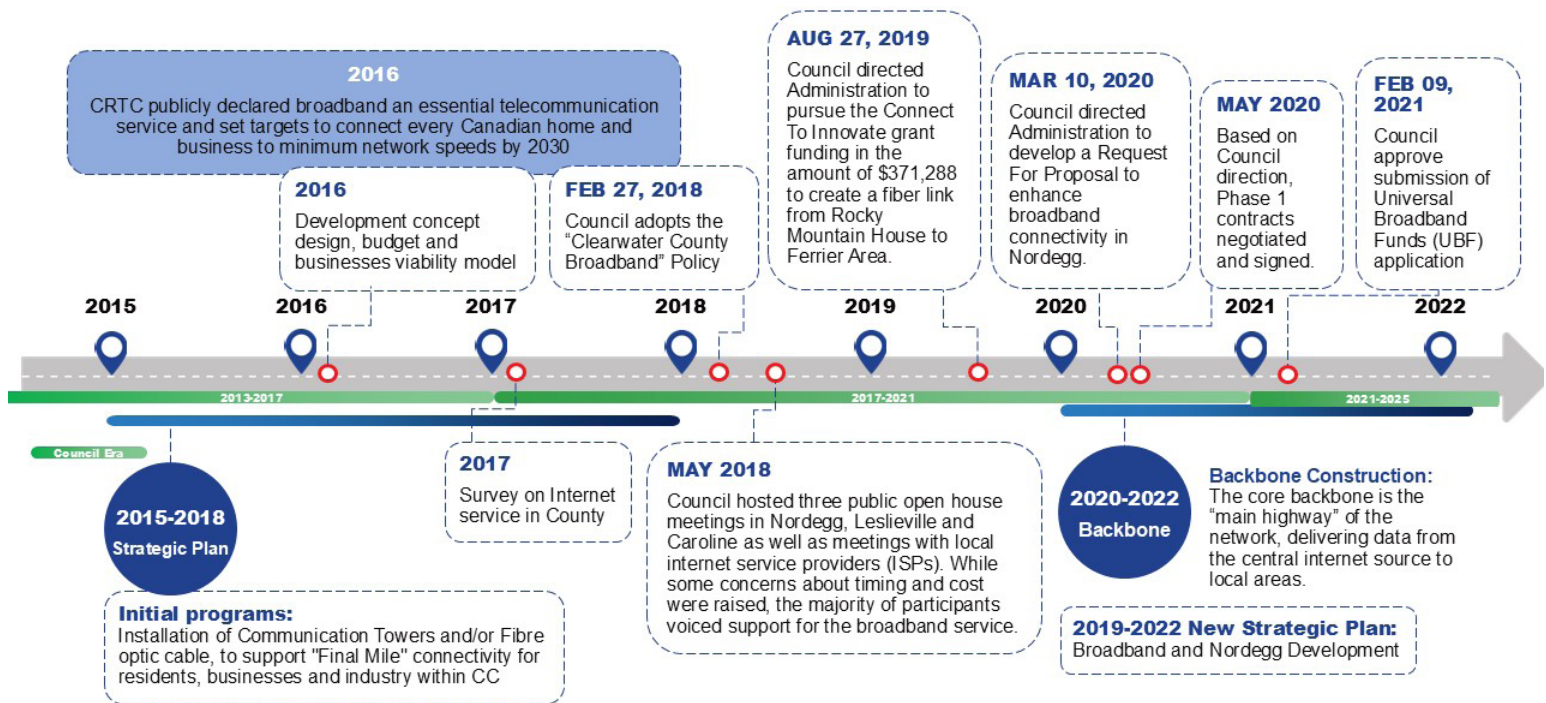 2016
CRTC publicly declared broadband an essential telecommunication
service and set targets to connect every Canadian home and
business to minimum network speeds by 2030
2016
Development concept
design, budget and
businesses viability model
FEB 27, 2018
Council adopts the
“Clearwater County
Broadband” Policy
AUG 27, 2019
Council directed
Administration to
pursue the Connect
To Innovate grant
funding in the
amount of $371,288
to create a fiber link
from Rocky
Mountain House to
Ferrier Area.
MAR 10, 2020
Council directed
Administration to
develop a Request
For Proposal to
enhance
broadband
connectivity in
Nordegg.
MAY 2020
Based on
Council
direction,
Phase 1
contracts
negotiated
and signed.
FEB 09,
2021
Council
approve
submission of
Universal
Broadband
Funds (UBF)
application
2015
2016
2017
2018
2019
2020
2021
2022
2013-2017
2017-2021
2021-2025
Council Era
2015-2018
Strategic Plan
Initial programs:
Installation of Communication Towers and/or Fibre
optic cable, to support "Final Mile" connectivity for
residents, businesses and industry within CC
2017
Survey on Internet
service in County
MAY 2018
Council hosted three public open house
meetings in Nordegg, Leslieville and
Caroline as well as meetings with local
internet service providers (ISPs). While
some concerns about timing and cost
were raised, the majority of participants
voiced support for the broadband service.
2020-2022
Backbone
Backbone Construction:
The core backbone is the
“main highway” of the
network, delivering data from
the central internet source to
local areas.
2019-2022 New Strategic Plan:
Broadband and Nordegg Development